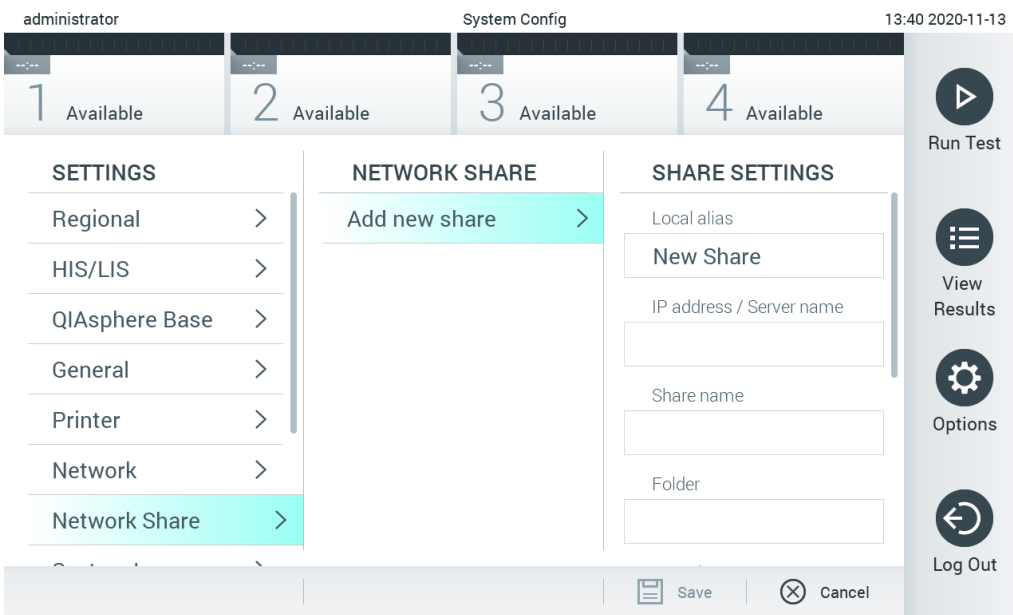 administrator
System Config
13:40 2020-11-13
--:--
1 Available
--:--
2 Available
--:--
3 Available
--:--
4 Available
SETTINGS
Regional
HIS/LIS
QIAsphere Base
General
Printer
Network
Network Share
NETWORK SHARE
Add new share
SHARE SETTINGS
Local alias
New Share
IP address / Server name
Share name
Folder
Save
Cancel
Run Test
View
Results
Options
Log Out